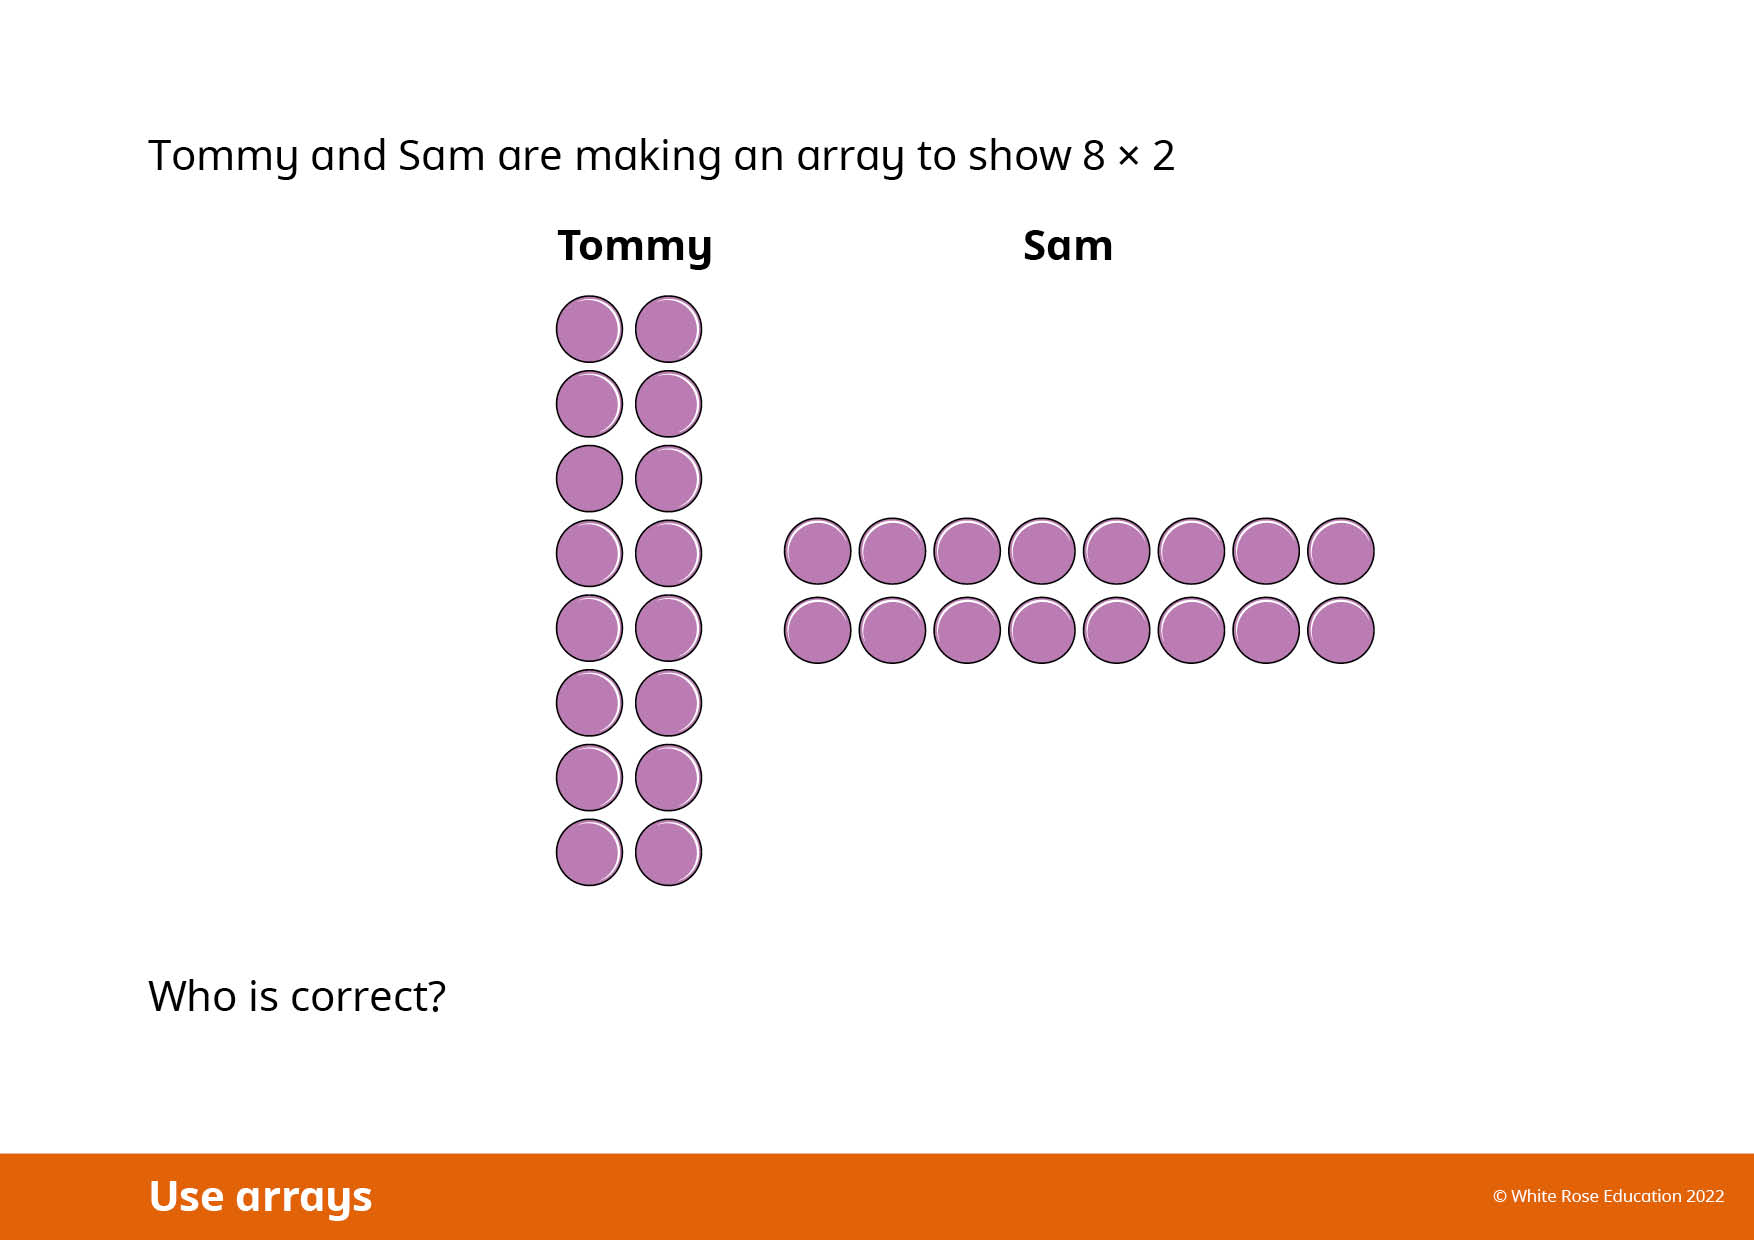 Tommy and Sam are making an array to show 8 × 2
Tommy Sam
Who is correct?
Use arrays
© White Rose Education 2022